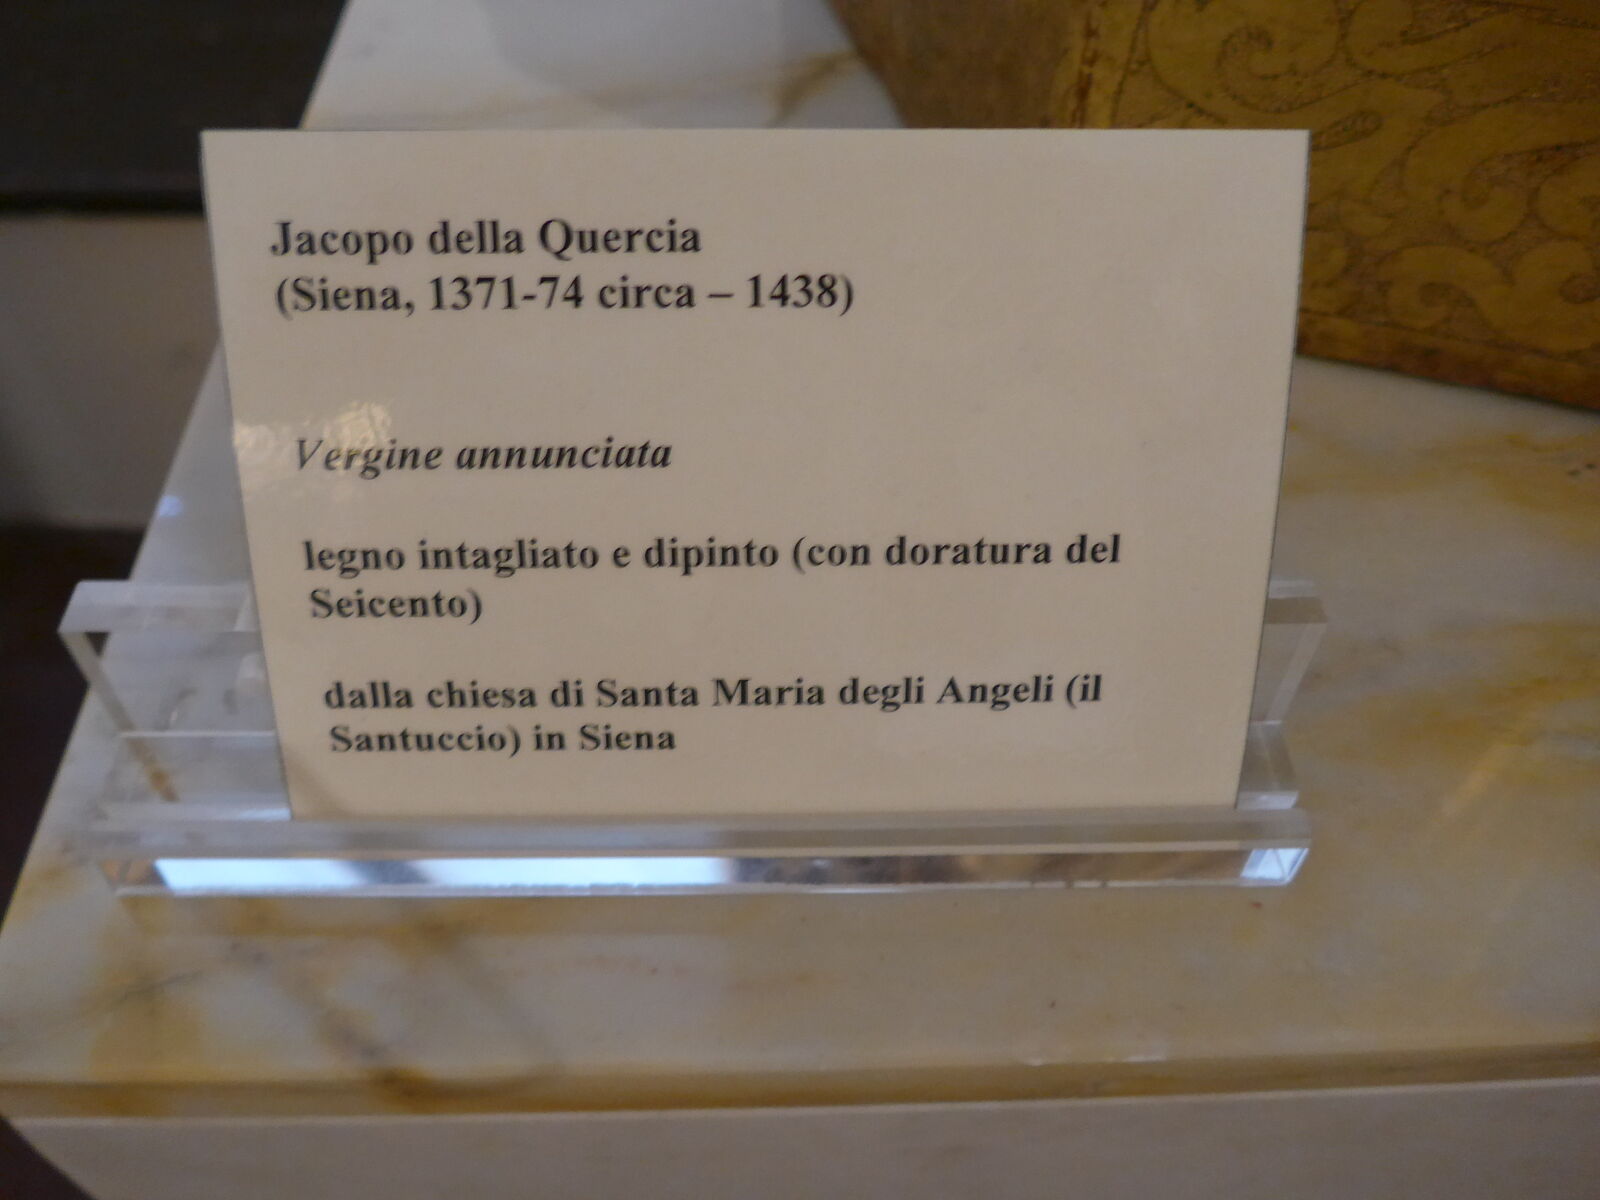 Jacopo della Quercia
(Siena, 1371-74 circa – 1438)
Vergine annunciata
legno intagliato e dipinto (con doratura del
Seicento)
dalla chiesa di Santa Maria degli Angeli (il
Santuccio) in Siena